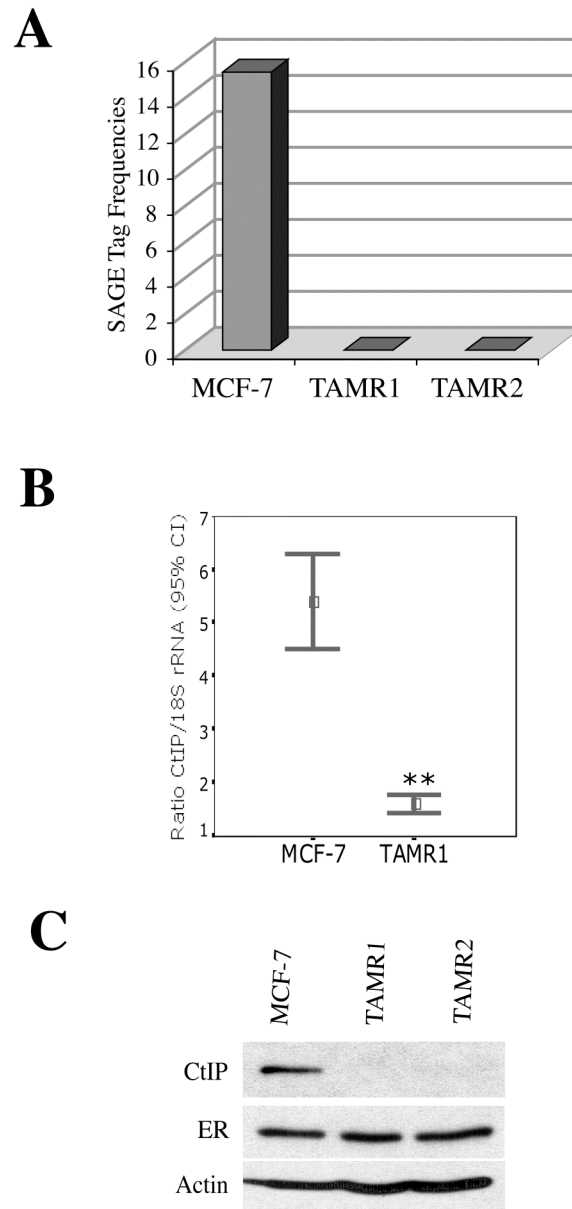 A
SAGE Tag Frequencies
16
14
12
10
8
6
4
2
0
MCF-7 TAMR1 TAMR2
B
Ratio CtIP/18S rRNA (95% CI)
7
6
5
4
3
2
1
**
MCF-7 TAMR1
C
MCF-7 TAMR1 TAMR2
CtIP
ER
Actin